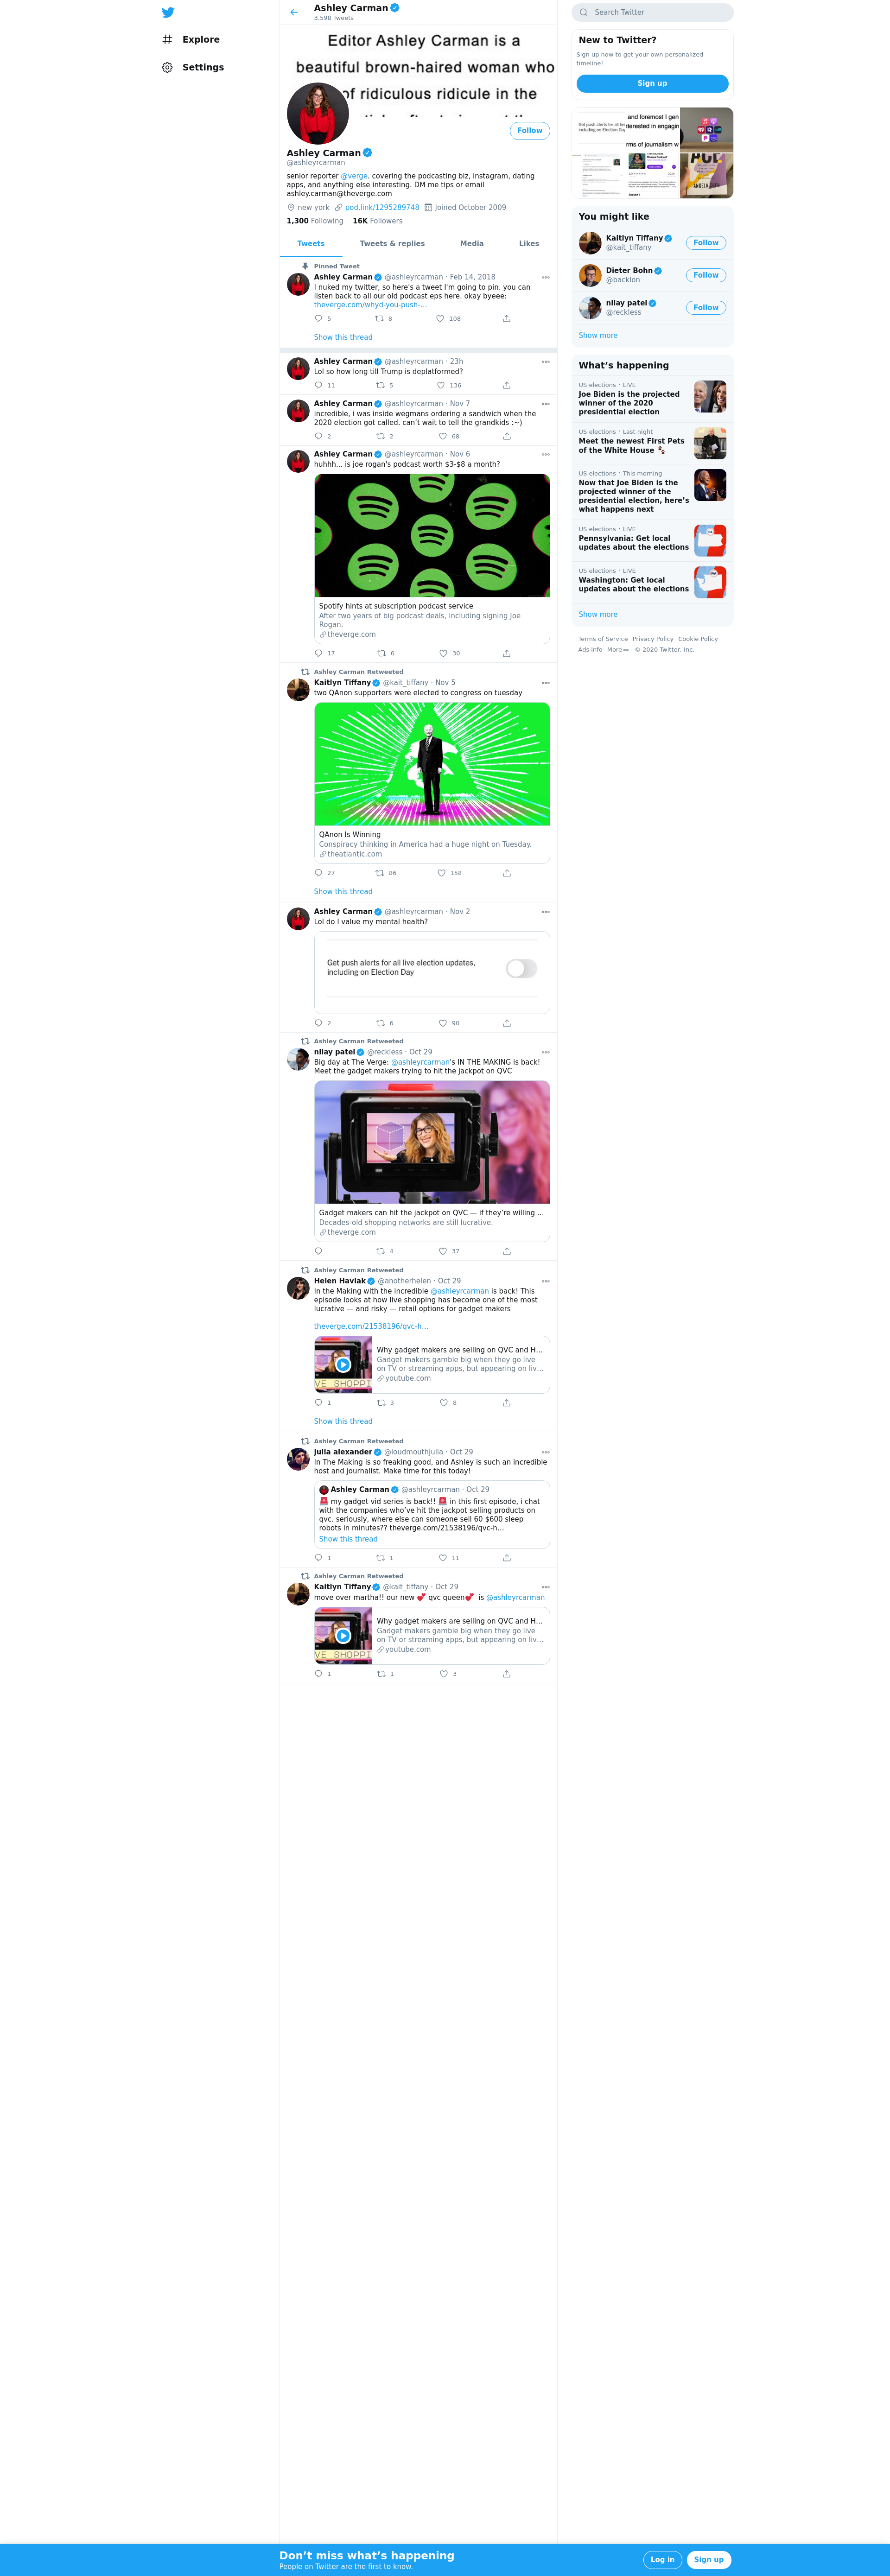 Explore
Settings
Ashley Carman
3,598 Tweets
Editor Ashley Carman is a
beautiful brown-haired woman who
of ridiculous ridicule in the
Follow
Ashley Carman
@ashleyrcarman
senior reporter @verge. covering the podcasting biz, instagram, dating
apps, and anything else interesting. DM me tips or email
ashley.carman@theverge.com
new york pod.link/1295289748 Joined October 2009
1,300 Following 16K Followers
Tweets Tweets & replies Media Likes
Pinned Tweet
Ashley Carman @ashleyrcarman · Feb 14, 2018
I nuked my twitter, so here's a tweet I'm going to pin. you can
listen back to all our old podcast eps here. okay byeee:
theverge.com/whyd-you-push-…
5 8 108
Show this thread
Ashley Carman @ashleyrcarman · 23h
Lol so how long till Trump is deplatformed?
11 5 136
Ashley Carman @ashleyrcarman · Nov 7
incredible, i was inside wegmans ordering a sandwich when the
2020 election got called. can’t wait to tell the grandkids :~)
2 2 68
Ashley Carman @ashleyrcarman · Nov 6
huhhh... is joe rogan's podcast worth $3-$8 a month?
Spotify hints at subscription podcast service
After two years of big podcast deals, including signing Joe
Rogan.
theverge.com
17 6 30
Ashley Carman Retweeted
Kaitlyn Tiffany @kait_tiffany · Nov 5
two QAnon supporters were elected to congress on tuesday
QAnon Is Winning
Conspiracy thinking in America had a huge night on Tuesday.
theatlantic.com
27 86 158
Show this thread
Ashley Carman @ashleyrcarman · Nov 2
Lol do I value my mental health?
Get push alerts for all live election updates,
including on Election Day
2 6 90
Ashley Carman Retweeted
nilay patel @reckless · Oct 29
Big day at The Verge: @ashleyrcarman's IN THE MAKING is back!
Meet the gadget makers trying to hit the jackpot on QVC
Gadget makers can hit the jackpot on QVC — if they’re willing …
Decades-old shopping networks are still lucrative.
theverge.com
4 37
Ashley Carman Retweeted
Helen Havlak @anotherhelen · Oct 29
In the Making with the incredible @ashleyrcarman is back! This
episode looks at how live shopping has become one of the most
lucrative — and risky — retail options for gadget makers
theverge.com/21538196/qvc-h…
VE SHOPPI
Why gadget makers are selling on QVC and H…
Gadget makers gamble big when they go live
on TV or streaming apps, but appearing on liv…
youtube.com
1 3 8
Show this thread
Ashley Carman Retweeted
julia alexander @loudmouthjulia · Oct 29
In The Making is so freaking good, and Ashley is such an incredible
host and journalist. Make time for this today!
Ashley Carman @ashleyrcarman · Oct 29
🚨 my gadget vid series is back!! 🚨 in this first episode, i chat
with the companies who’ve hit the jackpot selling products on
qvc. seriously, where else can someone sell 60 $600 sleep
robots in minutes?? theverge.com/21538196/qvc-h…
Show this thread
1 1 11
Ashley Carman Retweeted
Kaitlyn Tiffany @kait_tiffany · Oct 29
move over martha!! our new 💕 qvc queen💕 is @ashleyrcarman
VE SHOPPI
Why gadget makers are selling on QVC and H…
Gadget makers gamble big when they go live
on TV or streaming apps, but appearing on liv…
youtube.com
1 1 3
Search Twitter
New to Twitter?
Sign up now to get your own personalized
timeline!
Sign up
Get push alerts for all
including on Election
and foremost I gen
terested in engagin
rms of journalism w
You might like
Kaitlyn Tiffany
@kait_tiffany
Follow
Dieter Bohn
@backlon
Follow
nilay patel
@reckless
Follow
Show more
What’s happening
US elections · LIVE
Joe Biden is the projected
winner of the 2020
presidential election
US elections · Last night
Meet the newest First Pets
of the White House 🐾
US elections · This morning
Now that Joe Biden is the
projected winner of the
presidential election, here’s
what happens next
US elections · LIVE
Pennsylvania: Get local
updates about the elections
US elections · LIVE
Washington: Get local
updates about the elections
Show more
Terms of Service Privacy Policy Cookie Policy
Ads info More © 2020 Twitter, Inc.
Don’t miss what’s happening
People on Twitter are the first to know.
Log in Sign up